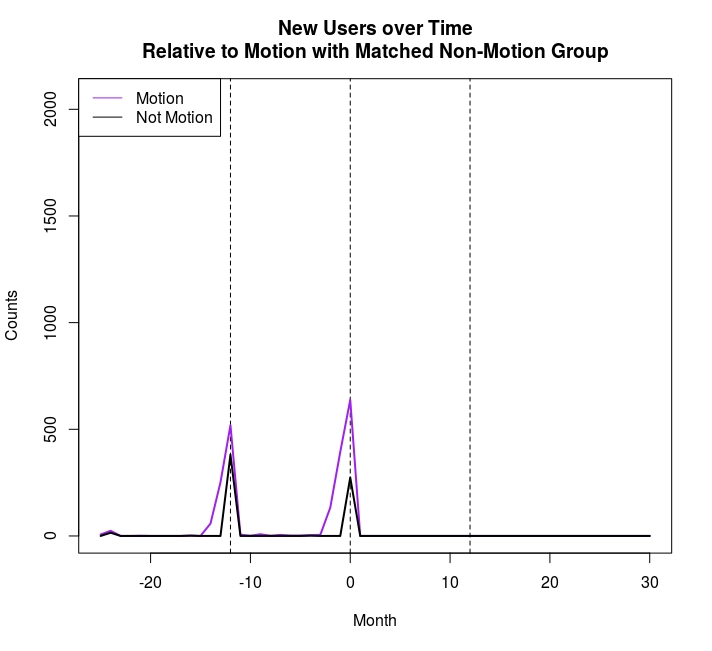 New Users over Time
Relative to Motion with Matched Non-Motion Group
Motion
Not Motion
Counts
2000
1500
1000
500
0
-20 -10 0 10 20 30
Month